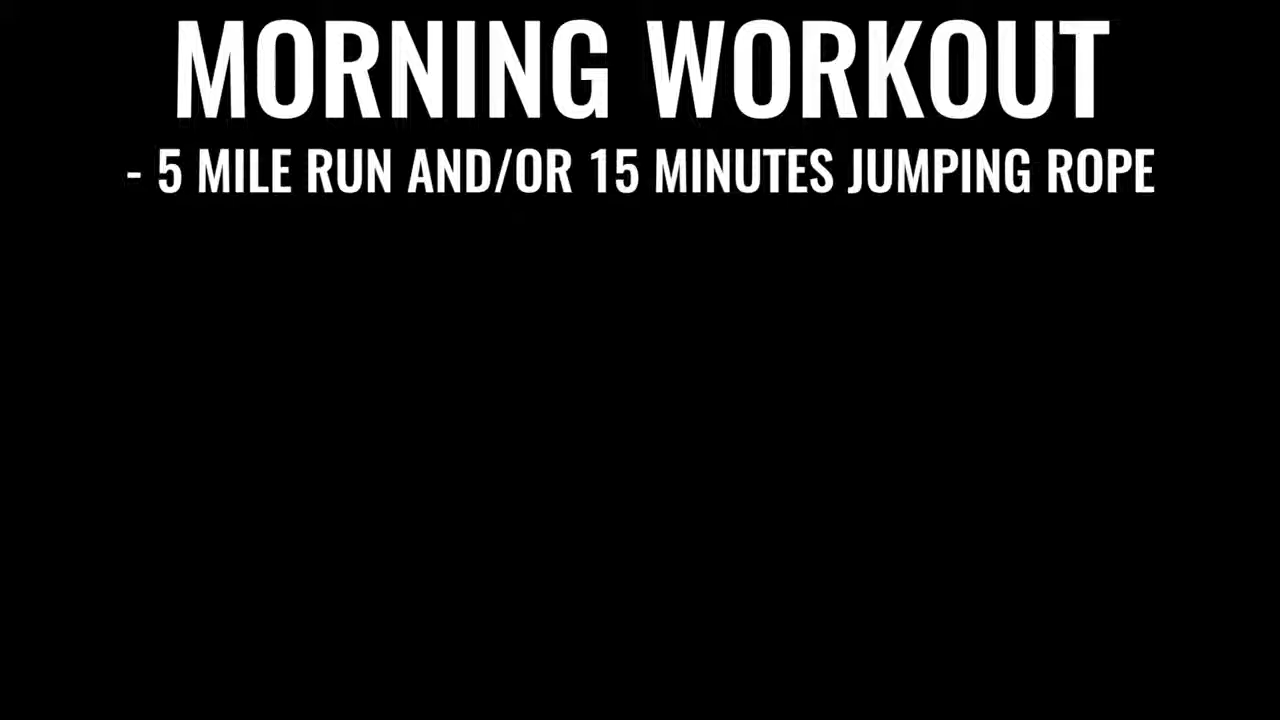 MORNING WORKOUT
- 5 MILE RUN AND/OR 15 MINUTES JUMPING ROPE